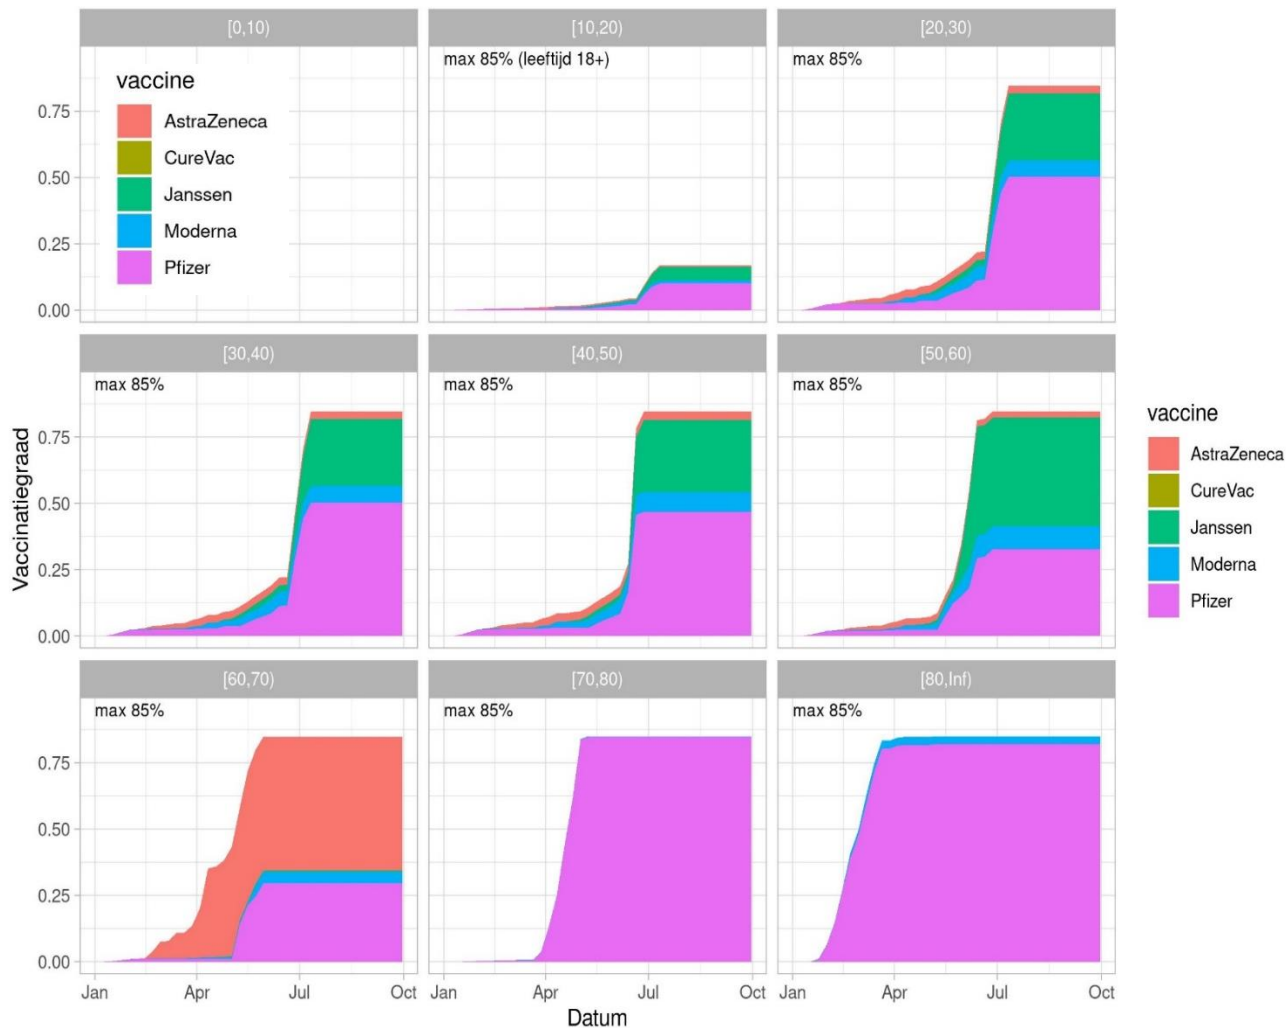 [0,10)
[10,20)
[20,30)
vaccine
AstraZeneca
CureVac
Janssen
Moderna
Pfizer
max 85% (leeftijd 18+)
max 85%
0.75
0.50
0.25
0.00
[30,40)
[40,50)
[50,60)
max 85%
max 85%
max 85%
0.75
0.50
0.25
0.00
Vaccinatiegraad
vaccine
AstraZeneca
CureVac
Janssen
Moderna
Pfizer
[60,70)
[70,80)
[80,Inf)
max 85%
max 85%
max 85%
0.75
0.50
0.25
0.00
Jan Apr Jul Oct
Jan Apr Jul Oct
Jan Apr Jul Oct
Datum